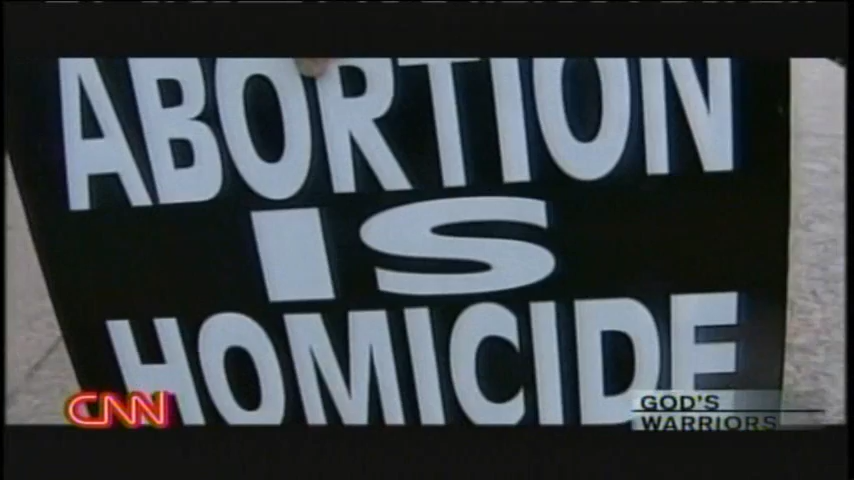 ABORTION
IS
HOMICIDE
CNN
GOD'S
WARRIORS